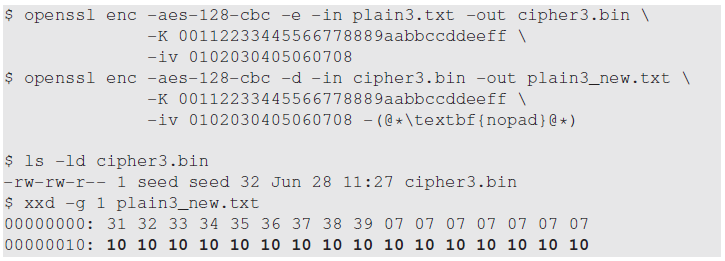 $ openssl enc -aes-128-cbc -e -in plain3.txt -out cipher3.bin \
-K 00112233445566778889aabbccddeeff \
-iv 0102030405060708
$ openssl enc -aes-128-cbc -d -in cipher3.bin -out plain3_new.txt \
-K 00112233445566778889aabbccddeeff \
-iv 0102030405060708 -(@*\textbf{nopad}@*)
$ ls -ld cipher3.bin
-rw-rw-r-- 1 seed seed 32 Jun 28 11:27 cipher3.bin
$ xxd -g 1 plain3_new.txt
00000000: 31 32 33 34 35 36 37 38 39 07 07 07 07 07 07 07
00000010: 10 10 10 10 10 10 10 10 10 10 10 10 10 10 10 10